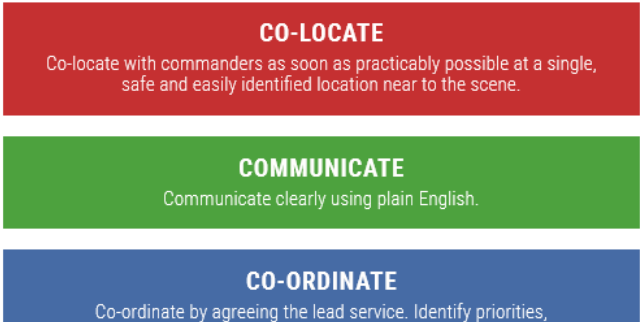 CO-LOCATE
Co-locate with commanders as soon as practicably possible at a single,
safe and easily identified location near to the scene.
COMMUNICATE
Communicate clearly using plain English.
CO-ORDINATE
Co-ordinate by agreeing the lead service. Identify priorities,